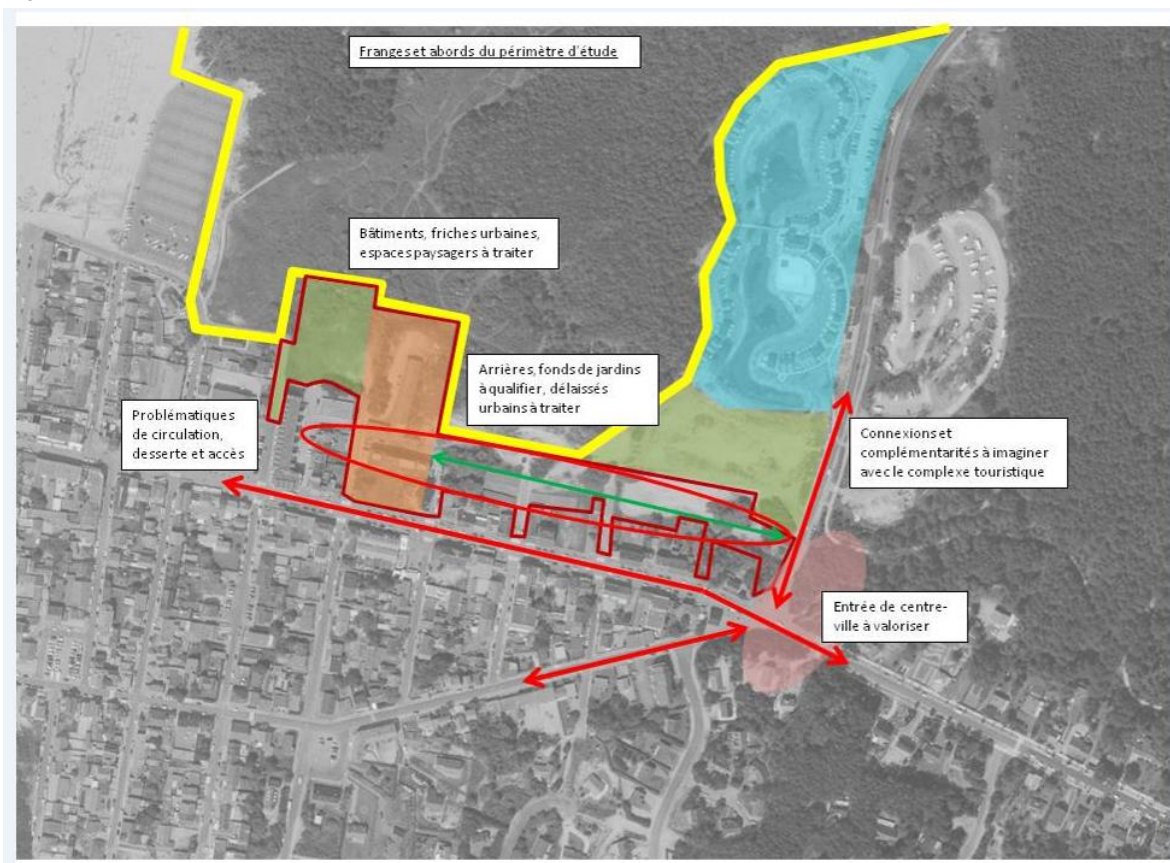 Franges et abords du périmètre d'étude
Bâtiments, friches urbaines,
espaces paysagers à traiter
Arrières, fonds de jardins
à qualifier, délaissés
urbains à traiter
Problématiques
de circulation,
desserte et accès
Connexions et
complémentarités à imaginer
avec le complexe touristique
Entrée de centre-
ville à valoriser